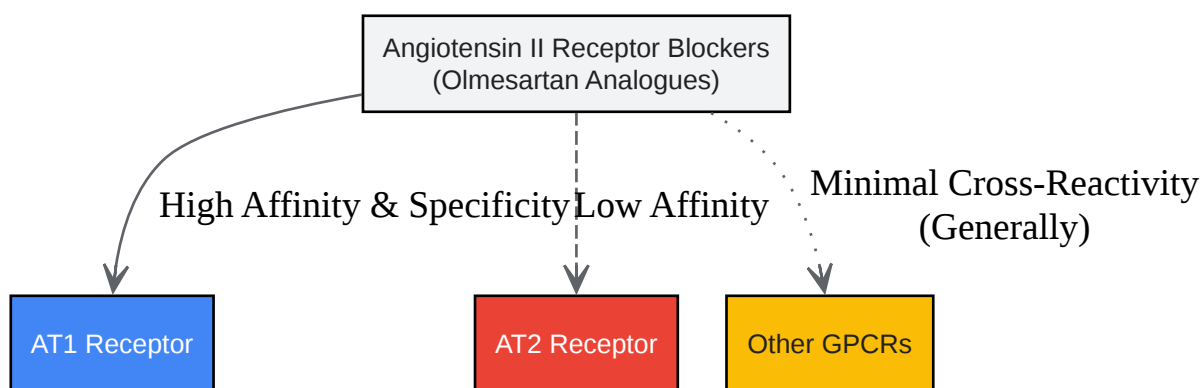 Angiotensin II Receptor Blockers
(Olmesartan Analogues)
High Affinity & Specificity
Low Affinity
Minimal Cross-Reactivity
(Generally)
AT1 Receptor
AT2 Receptor
Other GPCRs